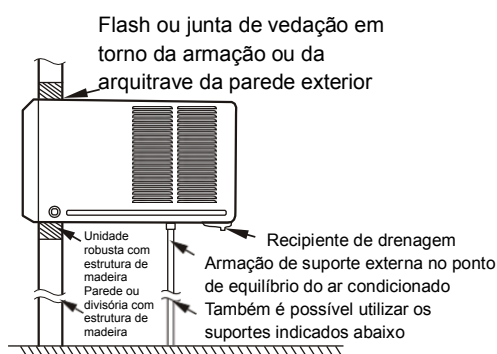 Flash ou junta de vedação em
torno da armação ou da
arquitrave da parede exterior
Unidade
robusta com
estrutura de
madeira
Parede ou
divisória com
estrutura de
madeira
Recipiente de drenagem
Armação de suporte externa no ponto
de equilíbrio do ar condicionado
Também é possível utilizar os
suportes indicados abaixo